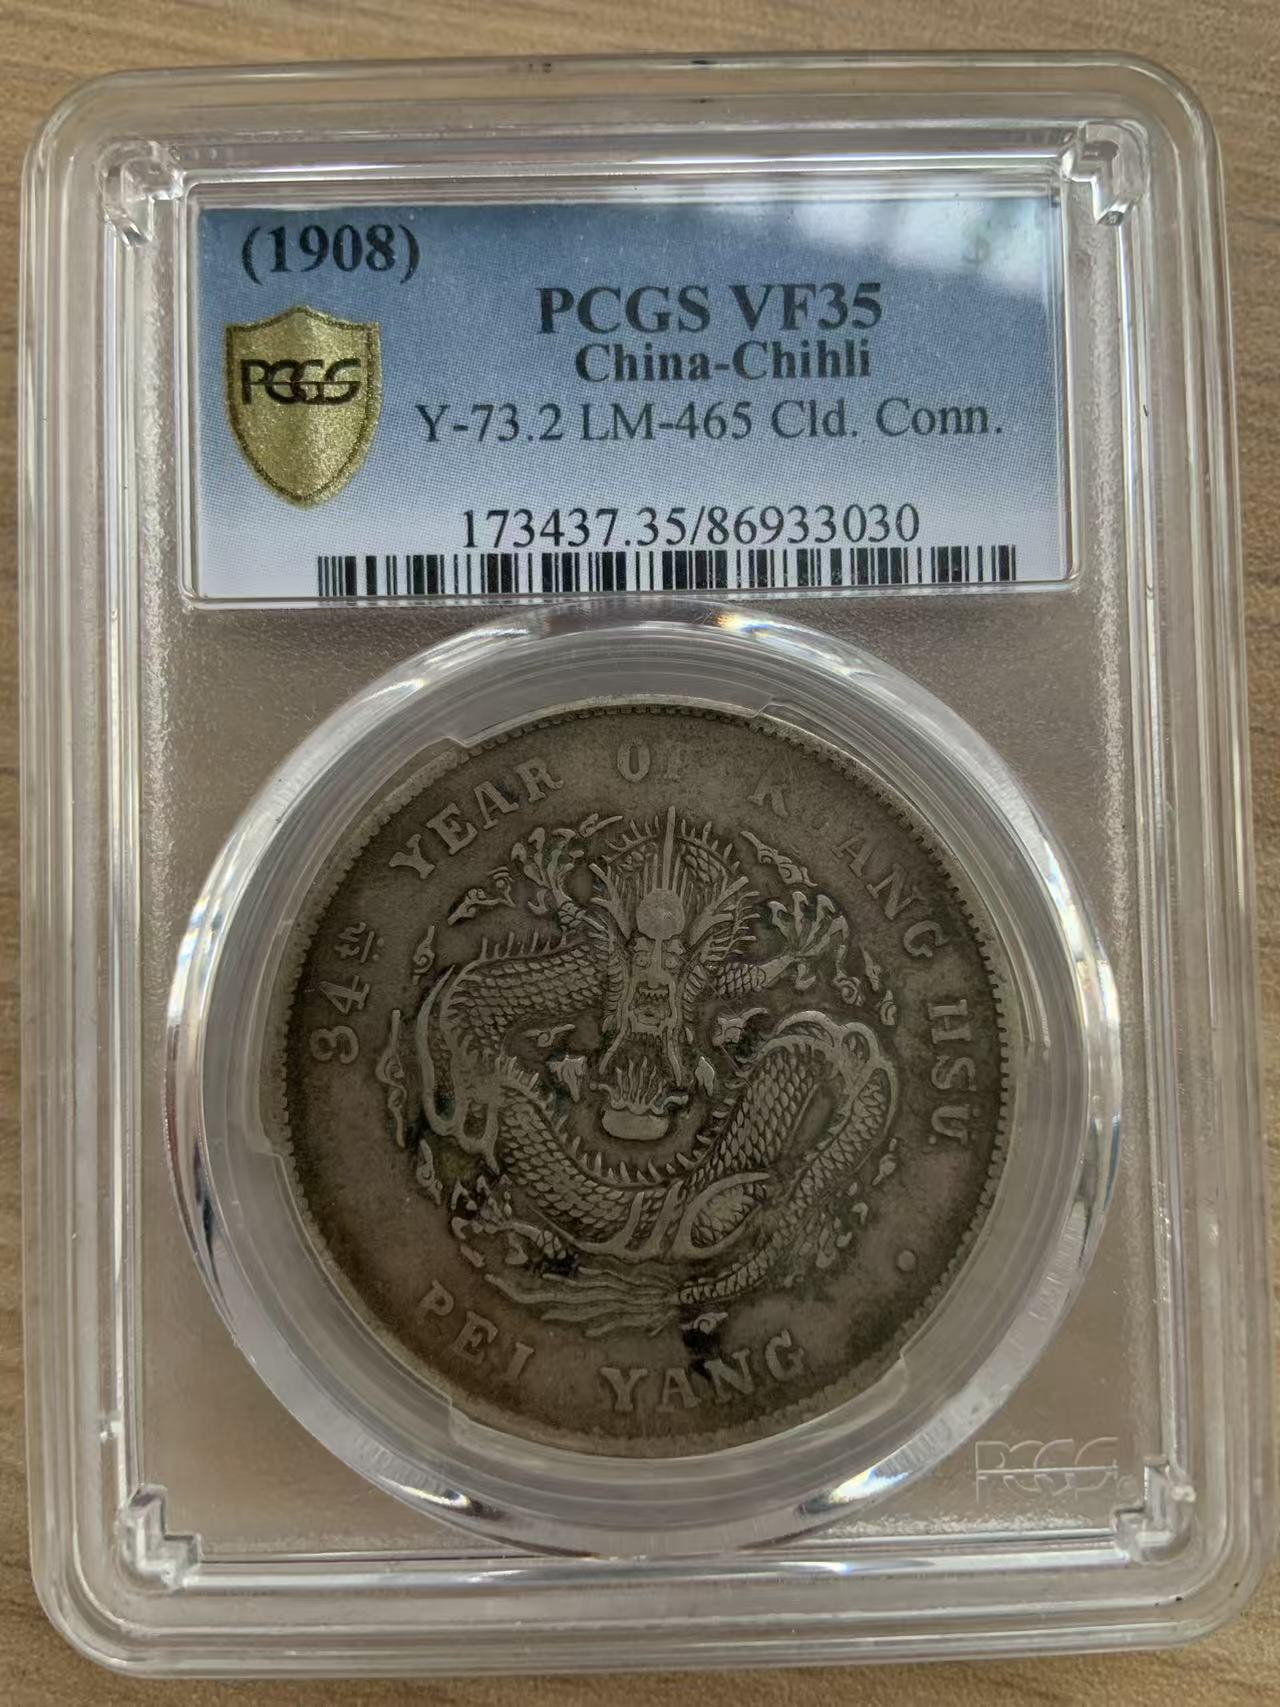 (1908)
PCGS VF35
China-Chihli
PCGS
Y-73.2 LM-465 Cld. Conn.
173437.35/86933030
34TH YEAR OF KUANG HSÜ.
PEI YANG
PCGS